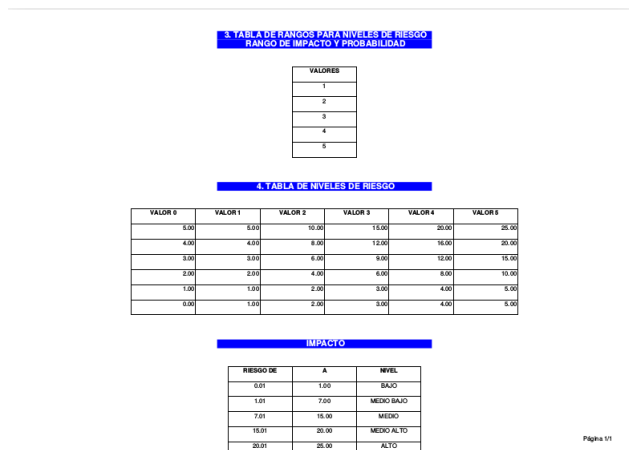 3. TABLA DE RANGOS PARA NIVELES DE RIESGO
RANGO DE IMPACTO Y PROBABILIDAD
VALORES
1
2
3
4
5
4. TABLA DE NIVELES DE RIESGO
VALOR 0 VALOR 1 VALOR 2 VALOR 3 VALOR 4 VALOR 5
5.00 5.00 10.00 15.00 20.00 25.00
4.00 4.00 8.00 12.00 16.00 20.00
3.00 3.00 6.00 9.00 12.00 15.00
2.00 2.00 4.00 6.00 8.00 10.00
1.00 1.00 2.00 3.00 4.00 5.00
0.00 1.00 2.00 3.00 4.00 5.00
IMPACTO
RIESGO DE A NIVEL
0.01 1.00 BAJO
1.01 7.00 MEDIO BAJO
7.01 15.00 MEDIO
15.01 20.00 MEDIO ALTO
20.01 25.00 ALTO
Página 1/1